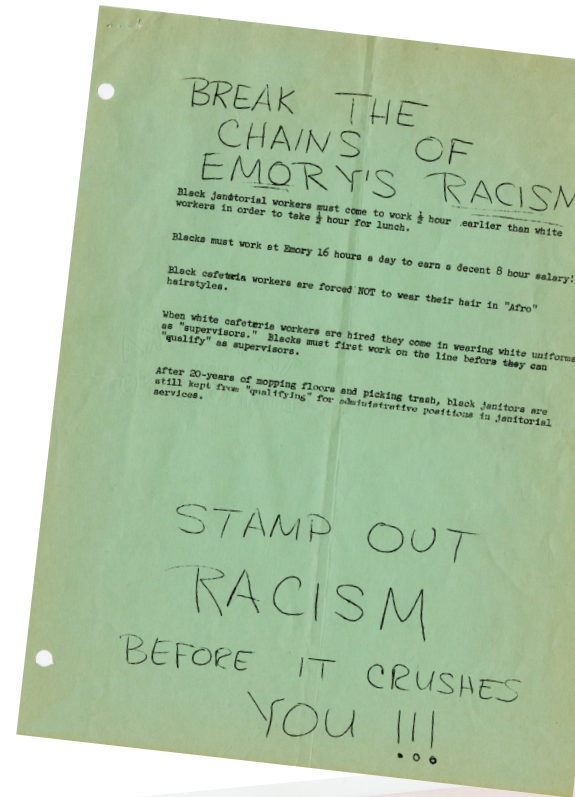 BREAK THE
CHAINS OF
EMORY'S RACISM
Black janitorial workers must come to work ½ hour earlier than white
workers in order to take ½ hour for lunch.
Blacks must work at Emory 16 hours a day to earn a decent 8 hour salary!
Black cafeteria workers are forced NOT to wear their hair in "Afro"
hairstyles.
When white cafeteria workers are hired they come in wearing white uniforms
as "supervisors." Blacks must first work on the line before they can
"qualify" as supervisors.
After 20-years of mopping floors and picking trash, black janitors are
still kept from "qualifying" for administrative positions in janitorial
services.
STAMP OUT
RACISM
BEFORE IT CRUSHES
YOU !!!